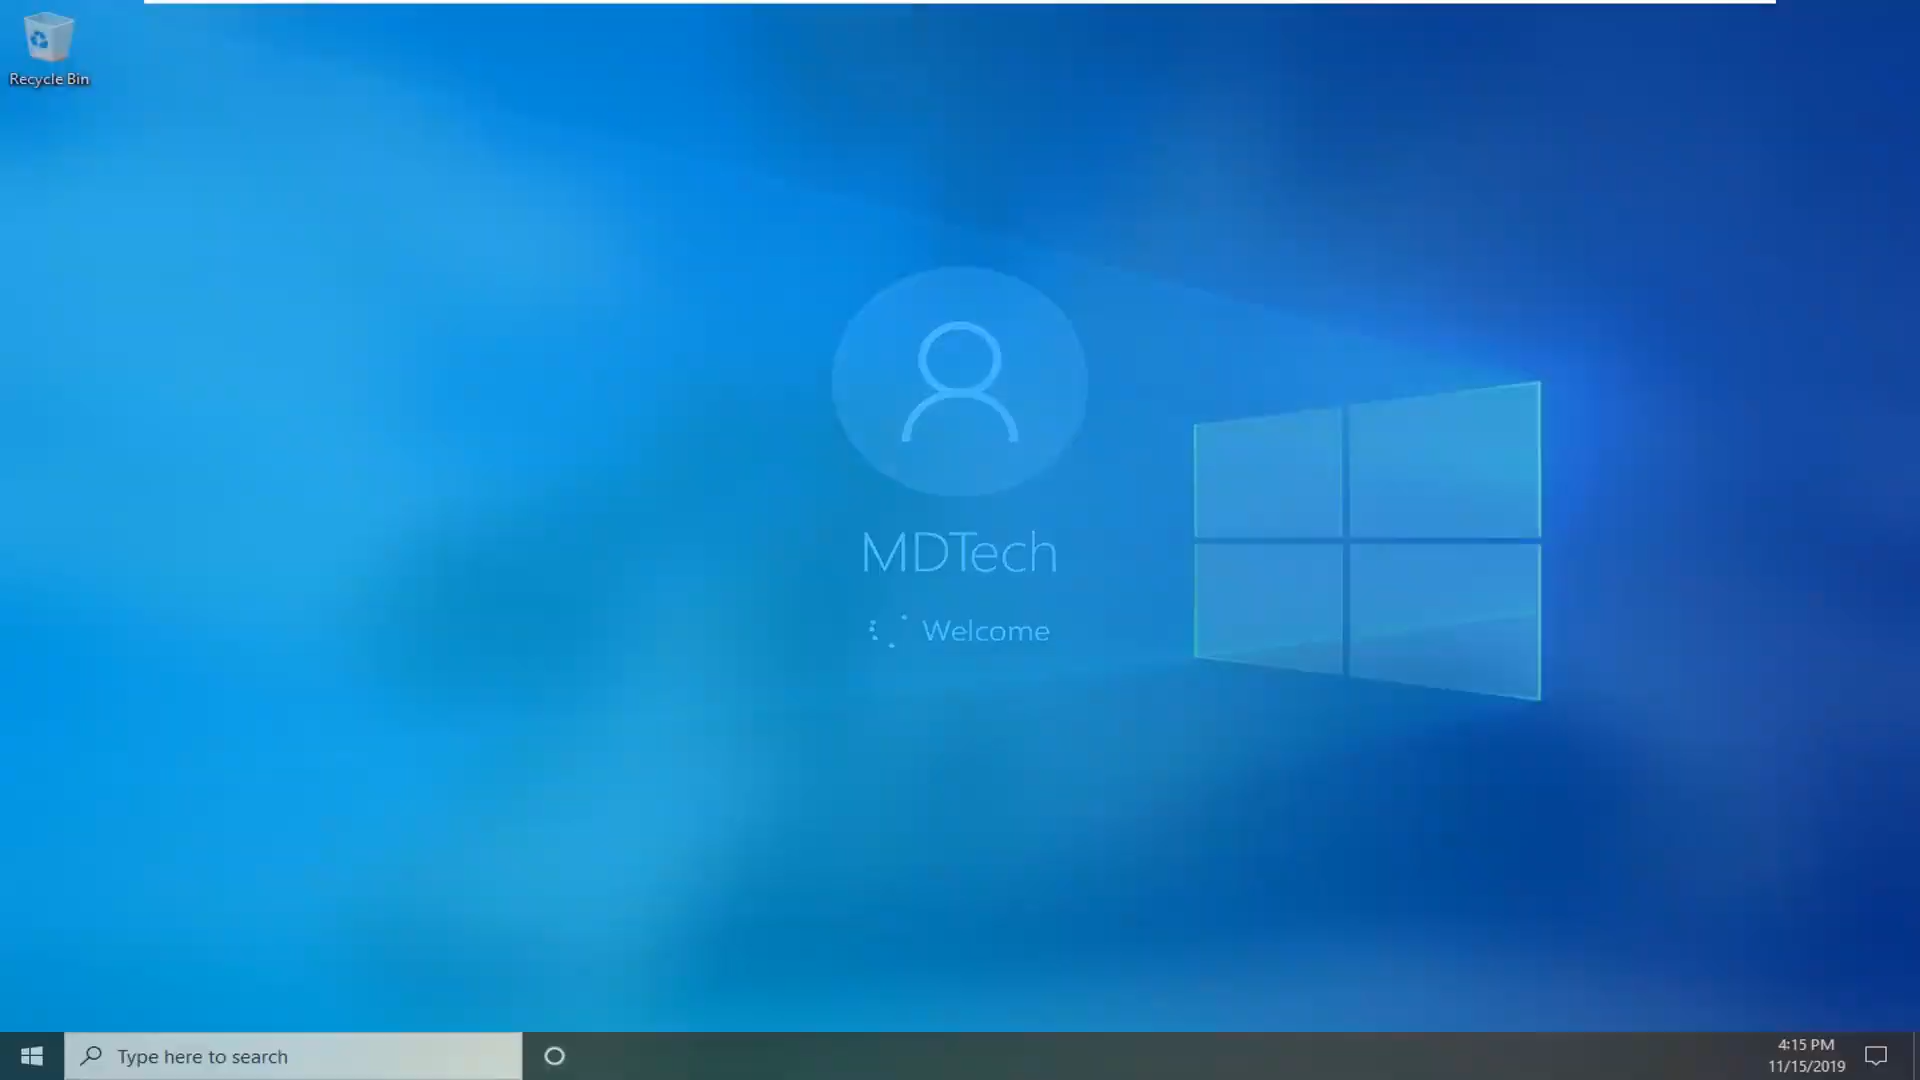 Recycle Bin
MDTech
Welcome
Type here to search
4:15 PM
11/15/2019